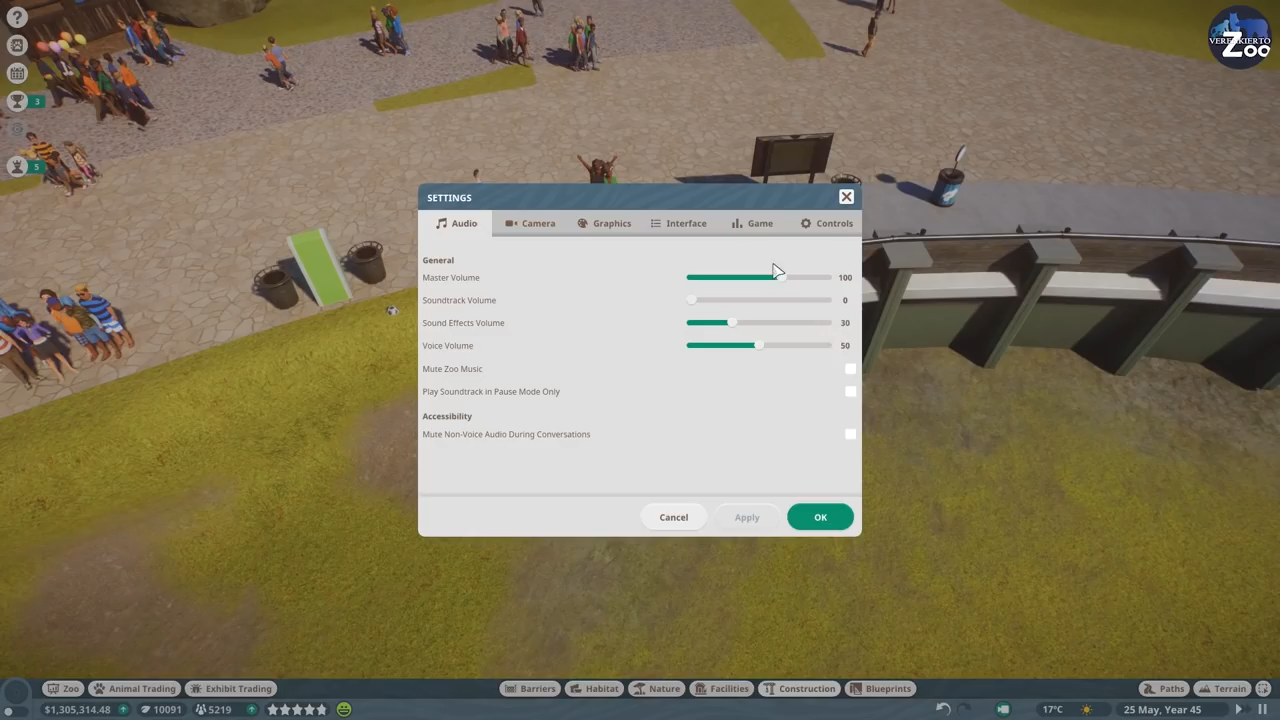 ?
VEREKKIERTO
Zoo
3
5
SETTINGS
Audio
Camera
Graphics
Interface
Game
Controls
General
Master Volume 100
Soundtrack Volume 0
Sound Effects Volume 30
Voice Volume 50
Mute Zoo Music
Play Soundtrack in Pause Mode Only
Accessibility
Mute Non-Voice Audio During Conversations
Cancel
Apply
OK
Zoo
Animal Trading
Exhibit Trading
Barriers
Habitat
Nature
Facilities
Construction
Blueprints
Paths
Terrain
$1,305,314.48
10091
5219
17°C
25 May, Year 45